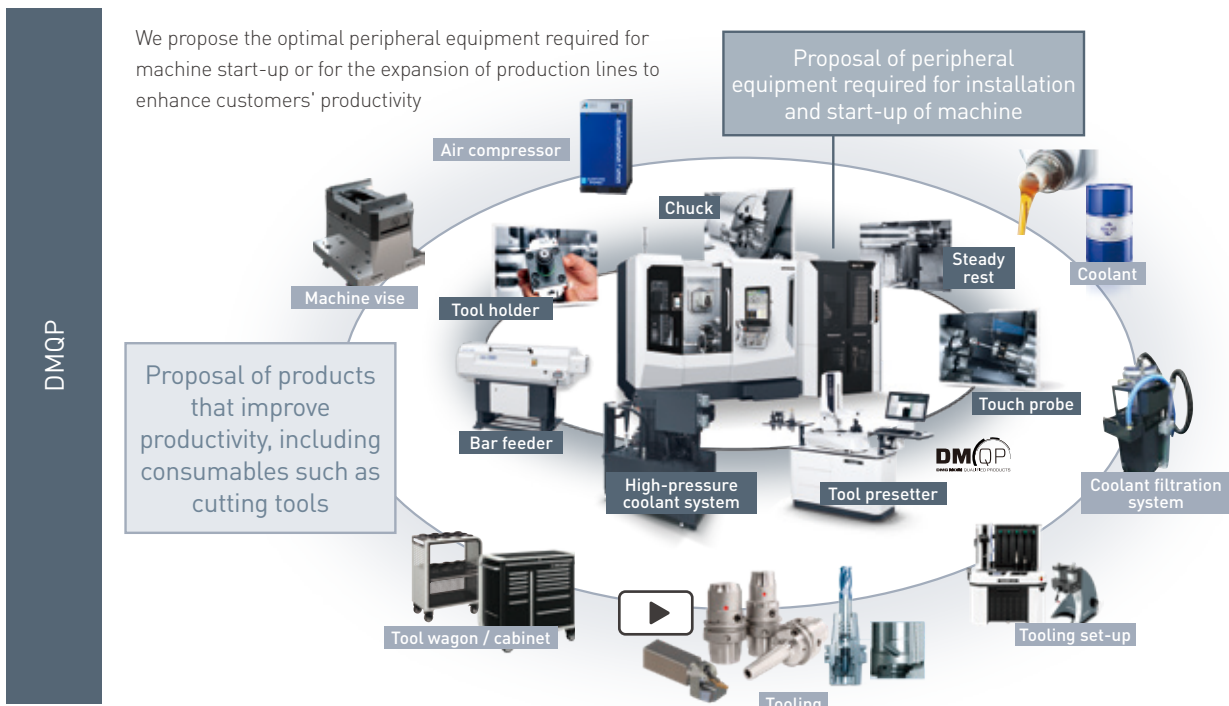 We propose the optimal peripheral equipment required for
machine start-up or for the expansion of production lines to
enhance customers' productivity
Proposal of peripheral
equipment required for installation
and start-up of machine
Air compressor
Chuck
Steady
rest
Coolant
Machine vise
Tool holder
DMQP
Proposal of products
that improve
productivity, including
consumables such as
cutting tools
Touch probe
Bar feeder
DMQP
DMG MORI QUALIFIED PRODUCTS
High-pressure
coolant system
Tool presetter
Coolant filtration
system
Tool wagon / cabinet
Tooling set-up
Tooling